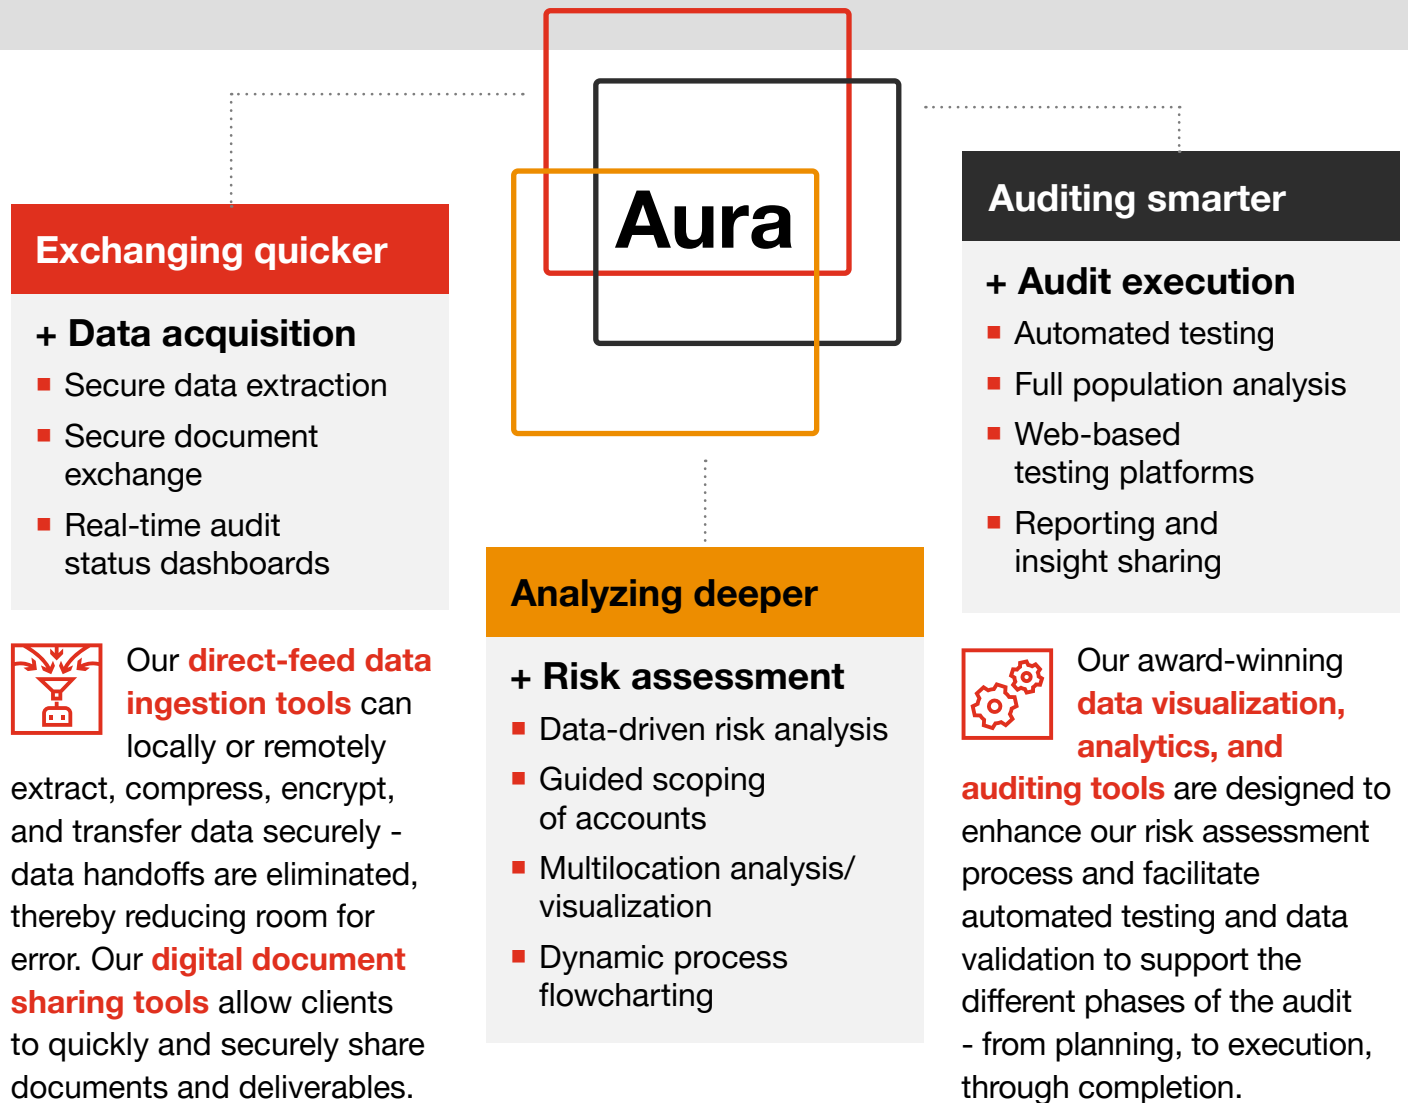 Aura
Exchanging quicker
+ Data acquisition
Secure data extraction
Secure document
exchange
Real-time audit
status dashboards
Our direct-feed data
ingestion tools can
locally or remotely
extract, compress, encrypt,
and transfer data securely -
data handoffs are eliminated,
thereby reducing room for
error. Our digital document
sharing tools allow clients
to quickly and securely share
documents and deliverables.
Analyzing deeper
+ Risk assessment
Data-driven risk analysis
Guided scoping
of accounts
Multilocation analysis/
visualization
Dynamic process
flowcharting
Auditing smarter
+ Audit execution
Automated testing
Full population analysis
Web-based
testing platforms
Reporting and
insight sharing
Our award-winning
data visualization,
analytics, and
auditing tools are designed to
enhance our risk assessment
process and facilitate
automated testing and data
validation to support the
different phases of the audit
- from planning, to execution,
through completion.